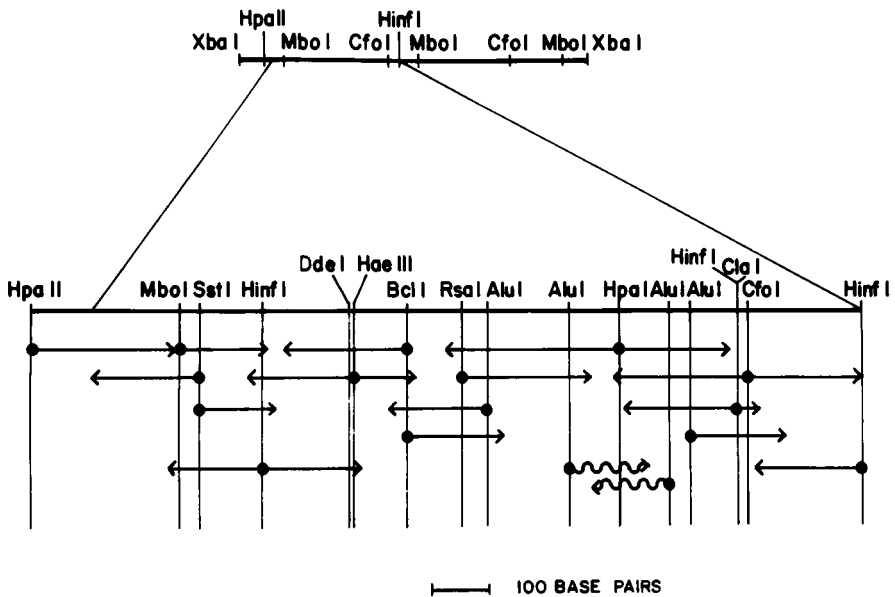 HpaII HinfI
XbaI MboI CfoI MboI CfoI MboI XbaI
DdeI HaeIII HinfI ClaI
HpaII MboI SstI HinfI BclI RsaI AluI AluI HpaI AluI AluI CfoI HinfI
100 BASE PAIRS